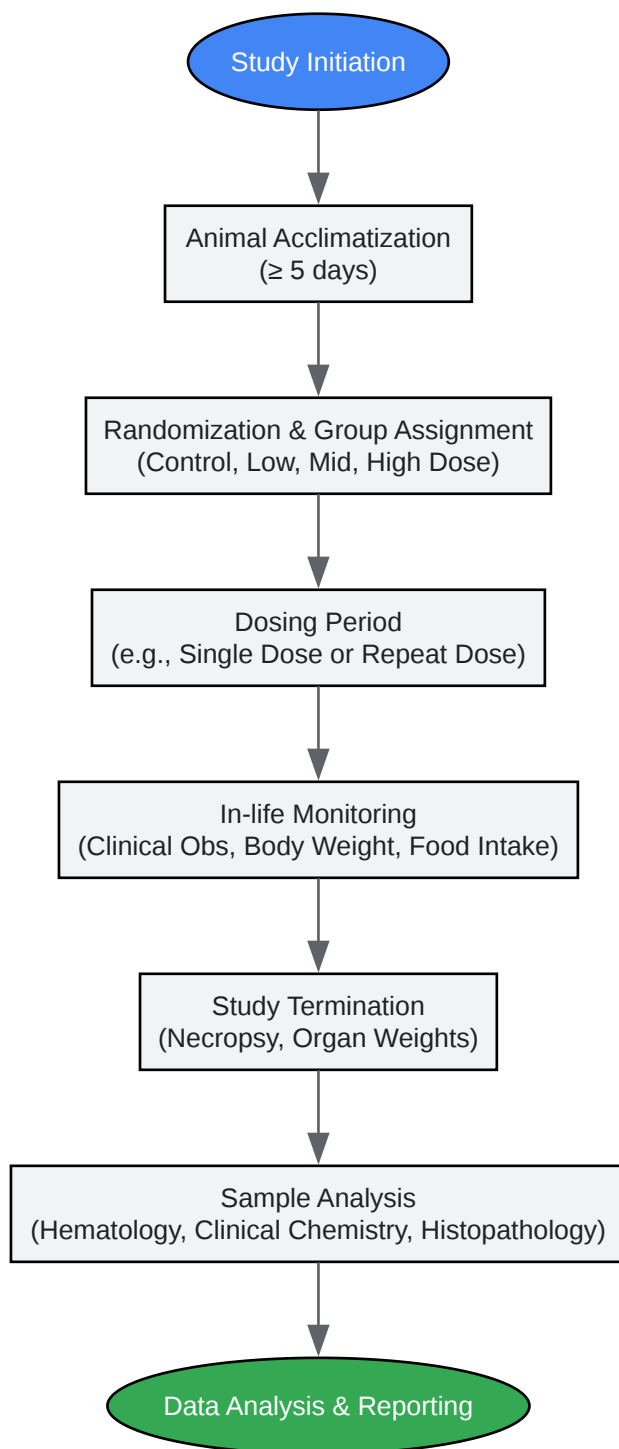 Study Initiation
Animal Acclimatization
(≥ 5 days)
Randomization & Group Assignment
(Control, Low, Mid, High Dose)
Dosing Period
(e.g., Single Dose or Repeat Dose)
In-life Monitoring
(Clinical Obs, Body Weight, Food Intake)
Study Termination
(Necropsy, Organ Weights)
Sample Analysis
(Hematology, Clinical Chemistry, Histopathology)
Data Analysis & Reporting